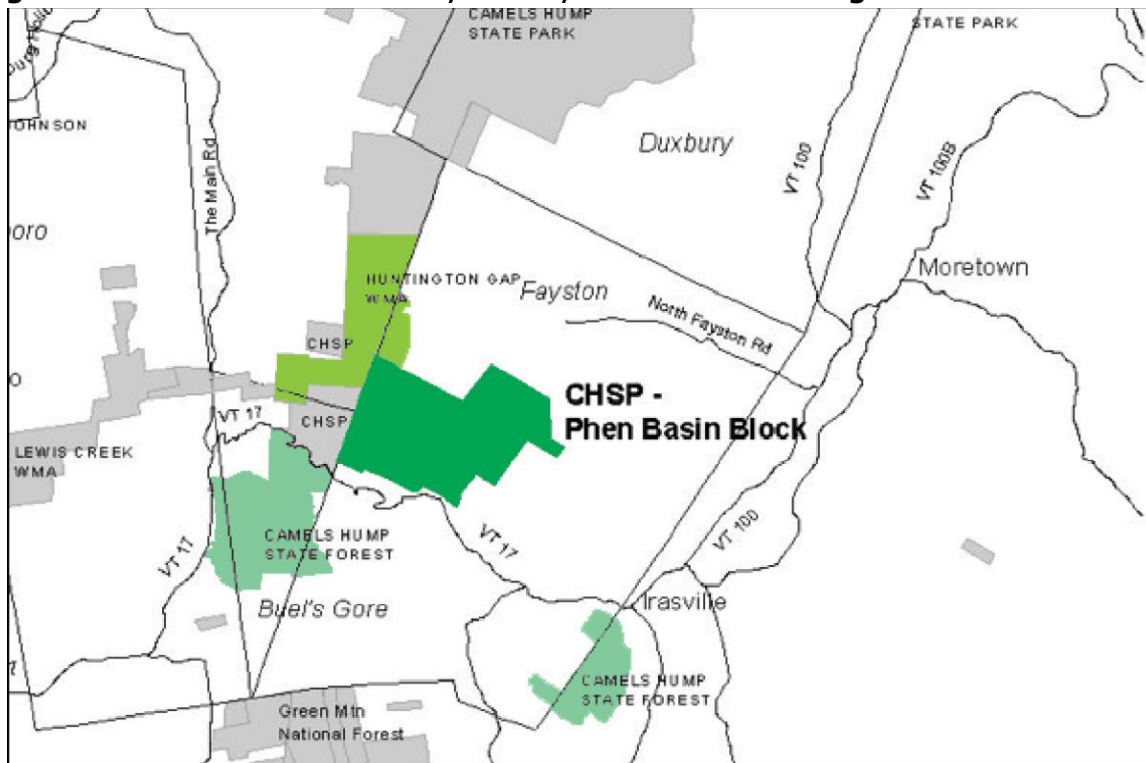 CAMELS HUMP
STATE PARK
STATE PARK
JOHNSON
The Main Rd
Duxbury
VT 100
VT 100B
Moretown
HUNTINGTON GAP
WMA
Fayston
North Fayston Rd
CHSP
CHSP -
Phen Basin Block
CHSP
VT 17
LEWIS CREEK
WMA
VT 17
CAMELS HUMP
STATE FOREST
VT 17
VT 100
Buel's Gore
Irasville
CAMELS HUMP
STATE FOREST
Green Mtn
National Forest